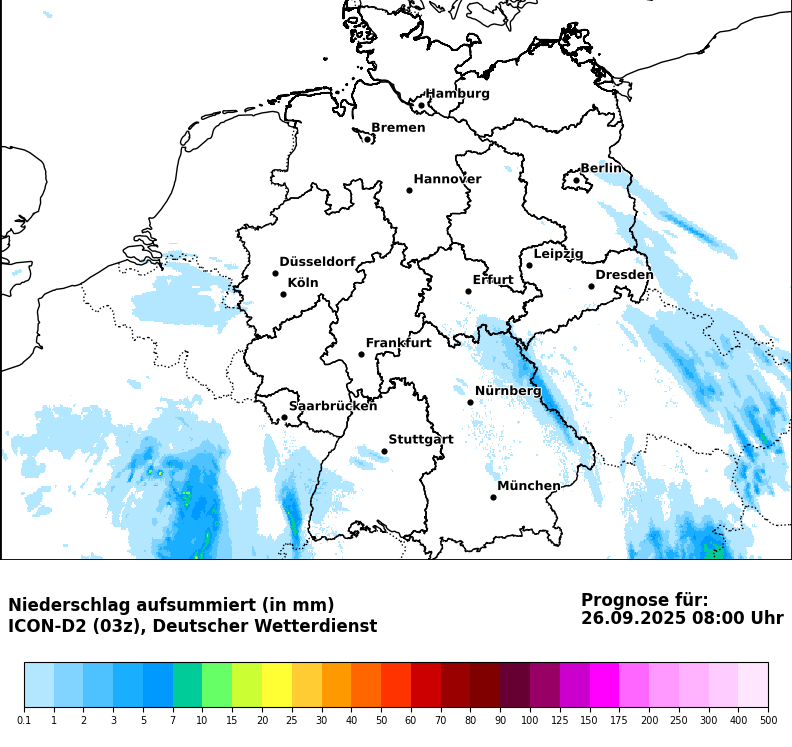 Hamburg
Bremen
Berlin
Hannover
Leipzig
Düsseldorf
Dresden
Köln
Erfurt
Frankfurt
Nürnberg
Saarbrücken
Stuttgart
München
Niederschlag aufsummiert (in mm)
ICON-D2 (03z), Deutscher Wetterdienst
Prognose für:
26.09.2025 08:00 Uhr
0.1 1 2 3 5 7 10 15 20 25 30 40 50 60 70 80 90 100 125 150 175 200 250 300 400 500